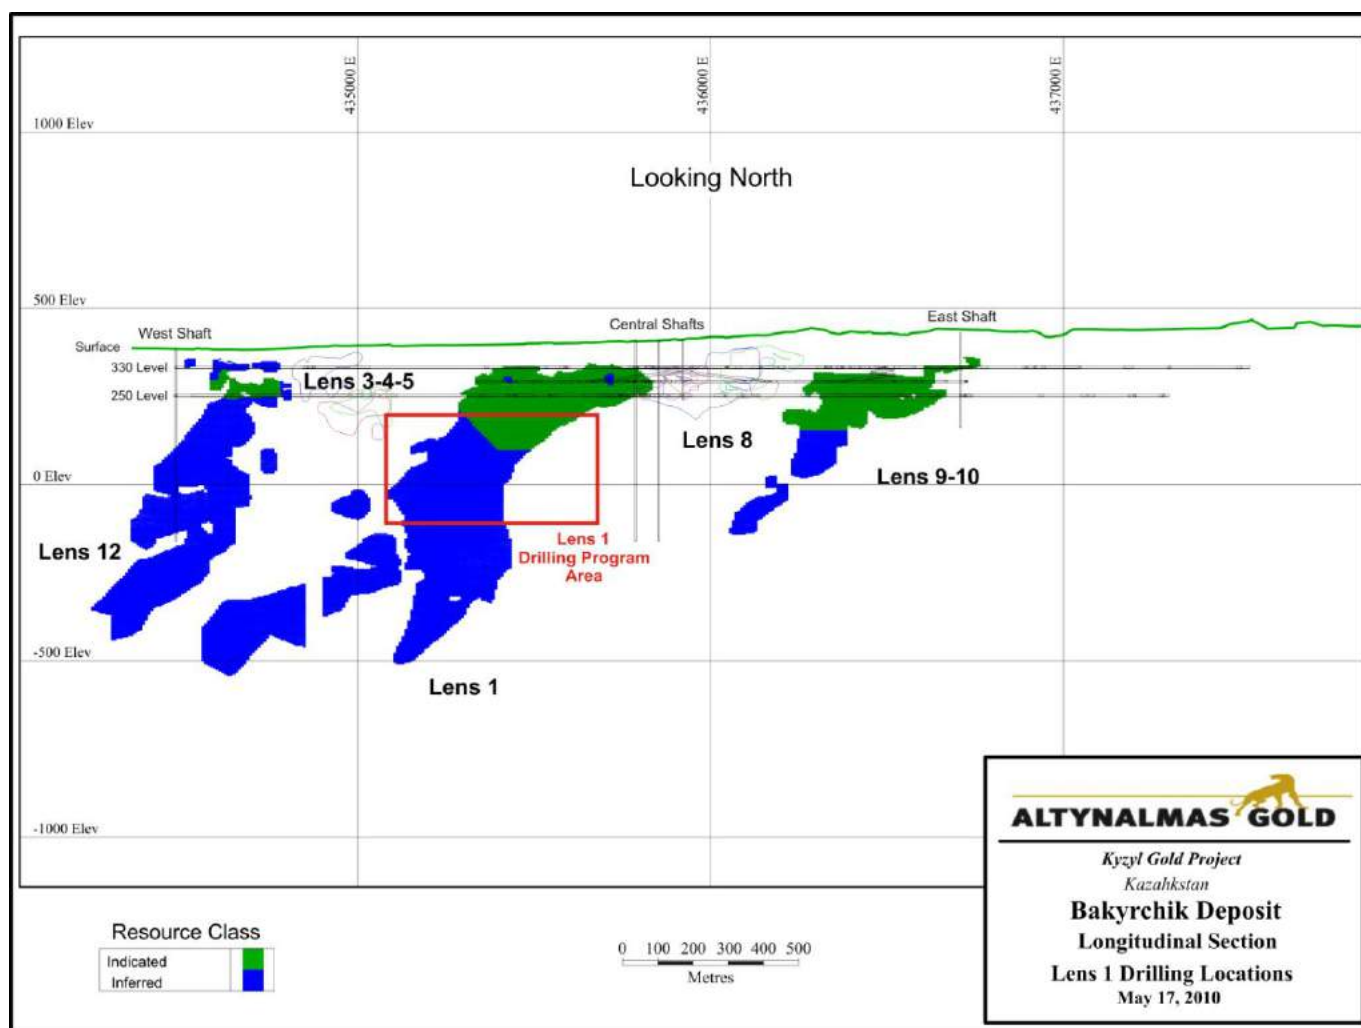 435000 E
436000 E
437000 E
1000 Elev
Looking North
500 Elev
West Shaft
Central Shafts
East Shaft
Surface
330 Level
Lens 3-4-5
250 Level
Lens 8
0 Elev
Lens 9-10
Lens 12
Lens 1
Drilling Program
Area
-500 Elev
Lens 1
-1000 Elev
ALTYNALMAS GOLD
Kyzyl Gold Project
Kazahkstan
Bakyrchik Deposit
Longitudinal Section
Lens 1 Drilling Locations
May 17, 2010
Resource Class
Indicated
Inferred
0 100 200 300 400 500
Metres